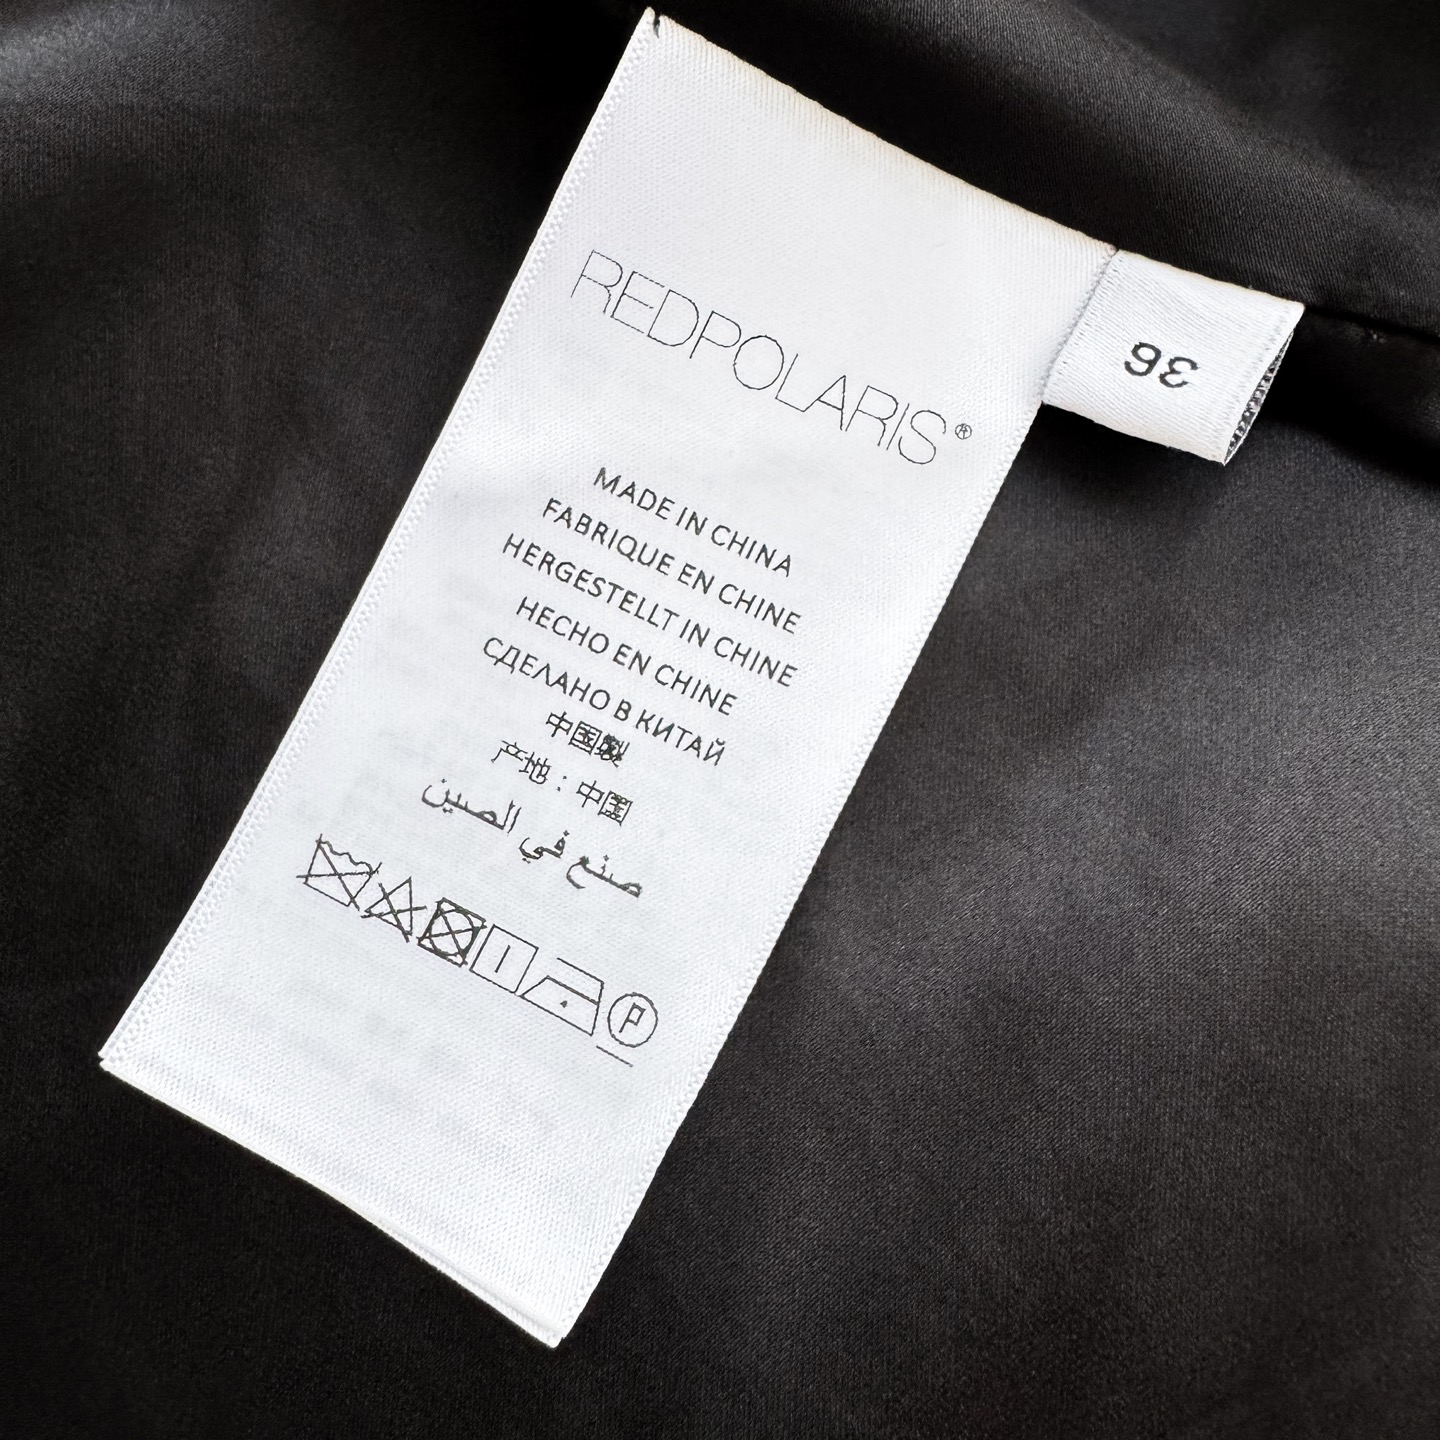 REDPOLARIS®
MADE IN CHINA
FABRIQUE EN CHINE
HERGESTELLT IN CHINE
HECHO EN CHINE
СДЕЛАНО В КИТАЙ
中国製
产地：中国
صنع في الصين
P
36